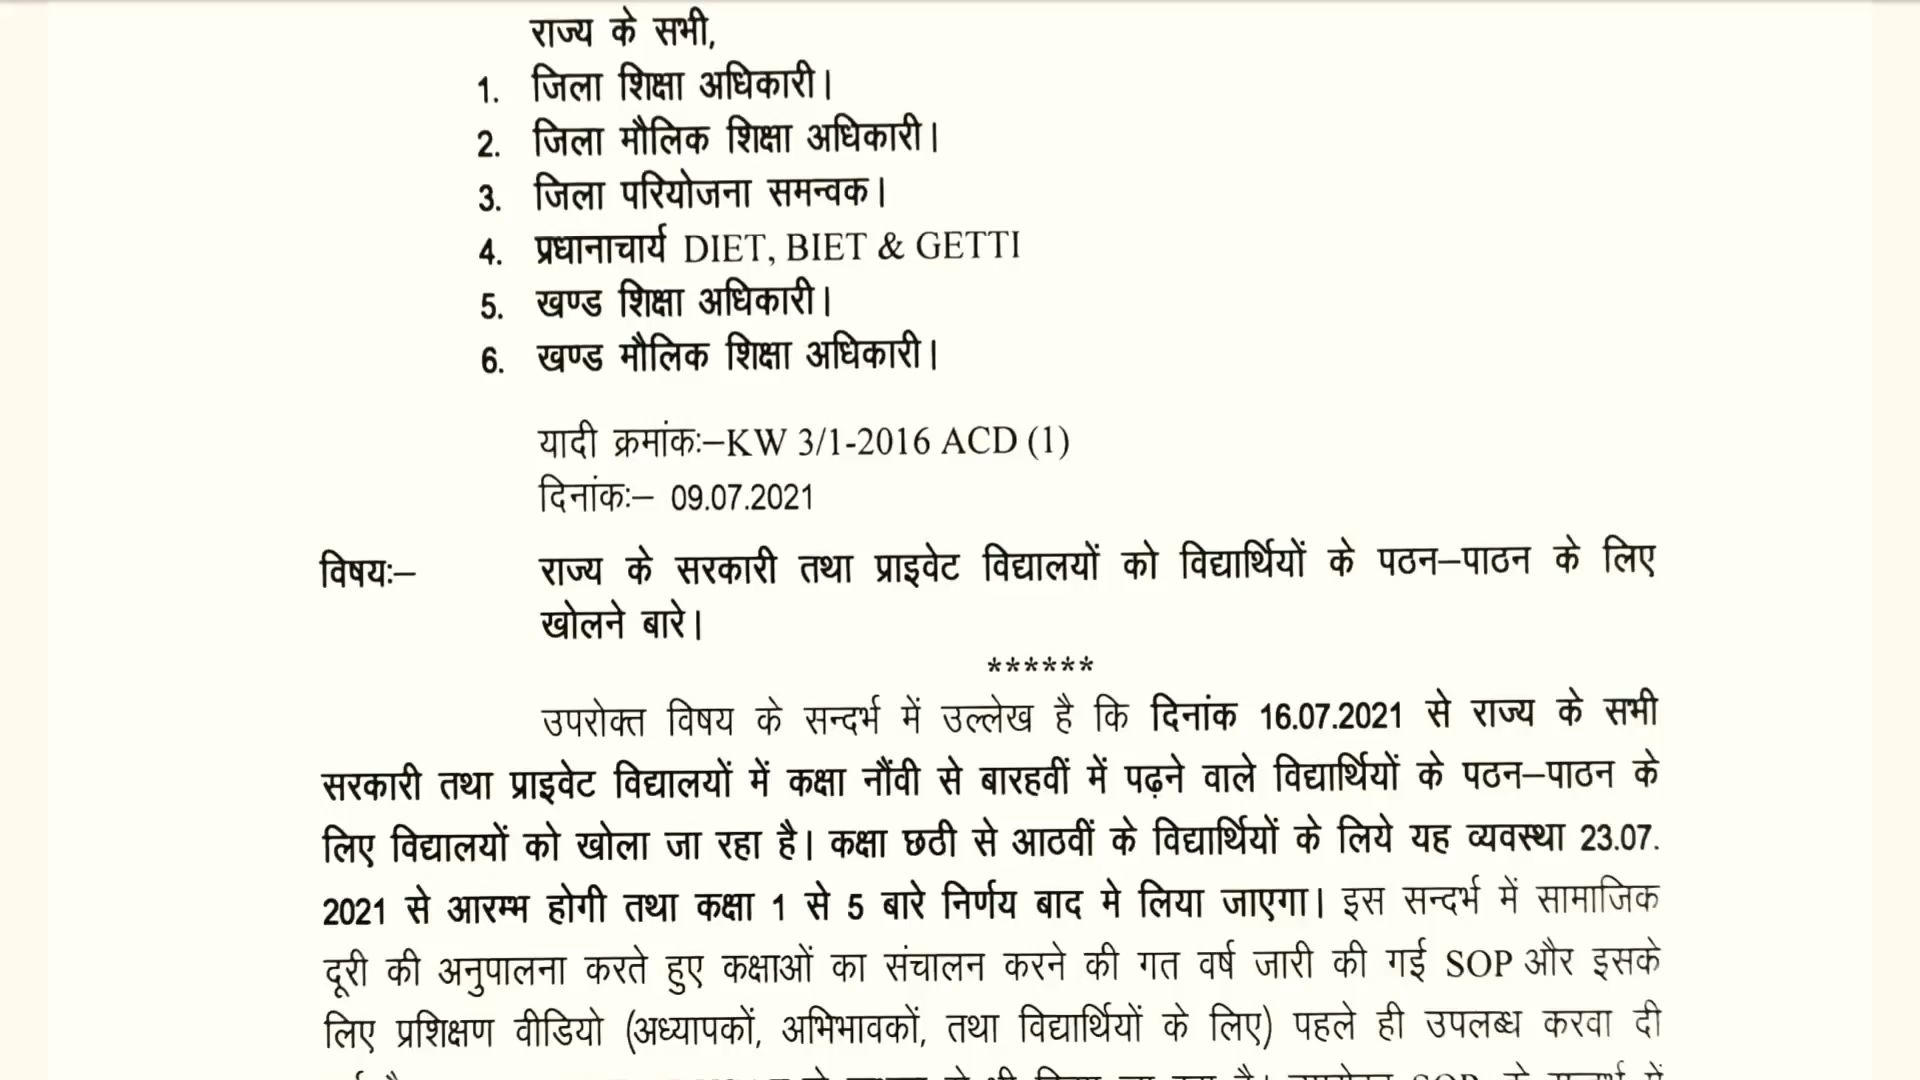 राज्य के सभी,
1. जिला शिक्षा अधिकारी।
2. जिला मौलिक शिक्षा अधिकारी।
3. जिला परियोजना समन्वक।
4. प्रधानाचार्य DIET, BIET & GETTI
5. खण्ड शिक्षा अधिकारी।
6. खण्ड मौलिक शिक्षा अधिकारी।
यादी क्रमांकः–KW 3/1-2016 ACD (1)
दिनांकः– 09.07.2021
विषयः– राज्य के सरकारी तथा प्राइवेट विद्यालयों को विद्यार्थियों के पठन–पाठन के लिए
खोलने बारे।
******
उपरोक्त विषय के सन्दर्भ में उल्लेख है कि दिनांक 16.07.2021 से राज्य के सभी
सरकारी तथा प्राइवेट विद्यालयों में कक्षा नौंवी से बारहवीं में पढ़ने वाले विद्यार्थियों के पठन–पाठन के
लिए विद्यालयों को खोला जा रहा है। कक्षा छठी से आठवीं के विद्यार्थियों के लिये यह व्यवस्था 23.07.
2021 से आरम्भ होगी तथा कक्षा 1 से 5 बारे निर्णय बाद मे लिया जाएगा। इस सन्दर्भ में सामाजिक
दूरी की अनुपालना करते हुए कक्षाओं का संचालन करने की गत वर्ष जारी की गई SOP और इसके
लिए प्रशिक्षण वीडियो (अध्यापकों, अभिभावकों, तथा विद्यार्थियों के लिए) पहले ही उपलब्ध करवा दी